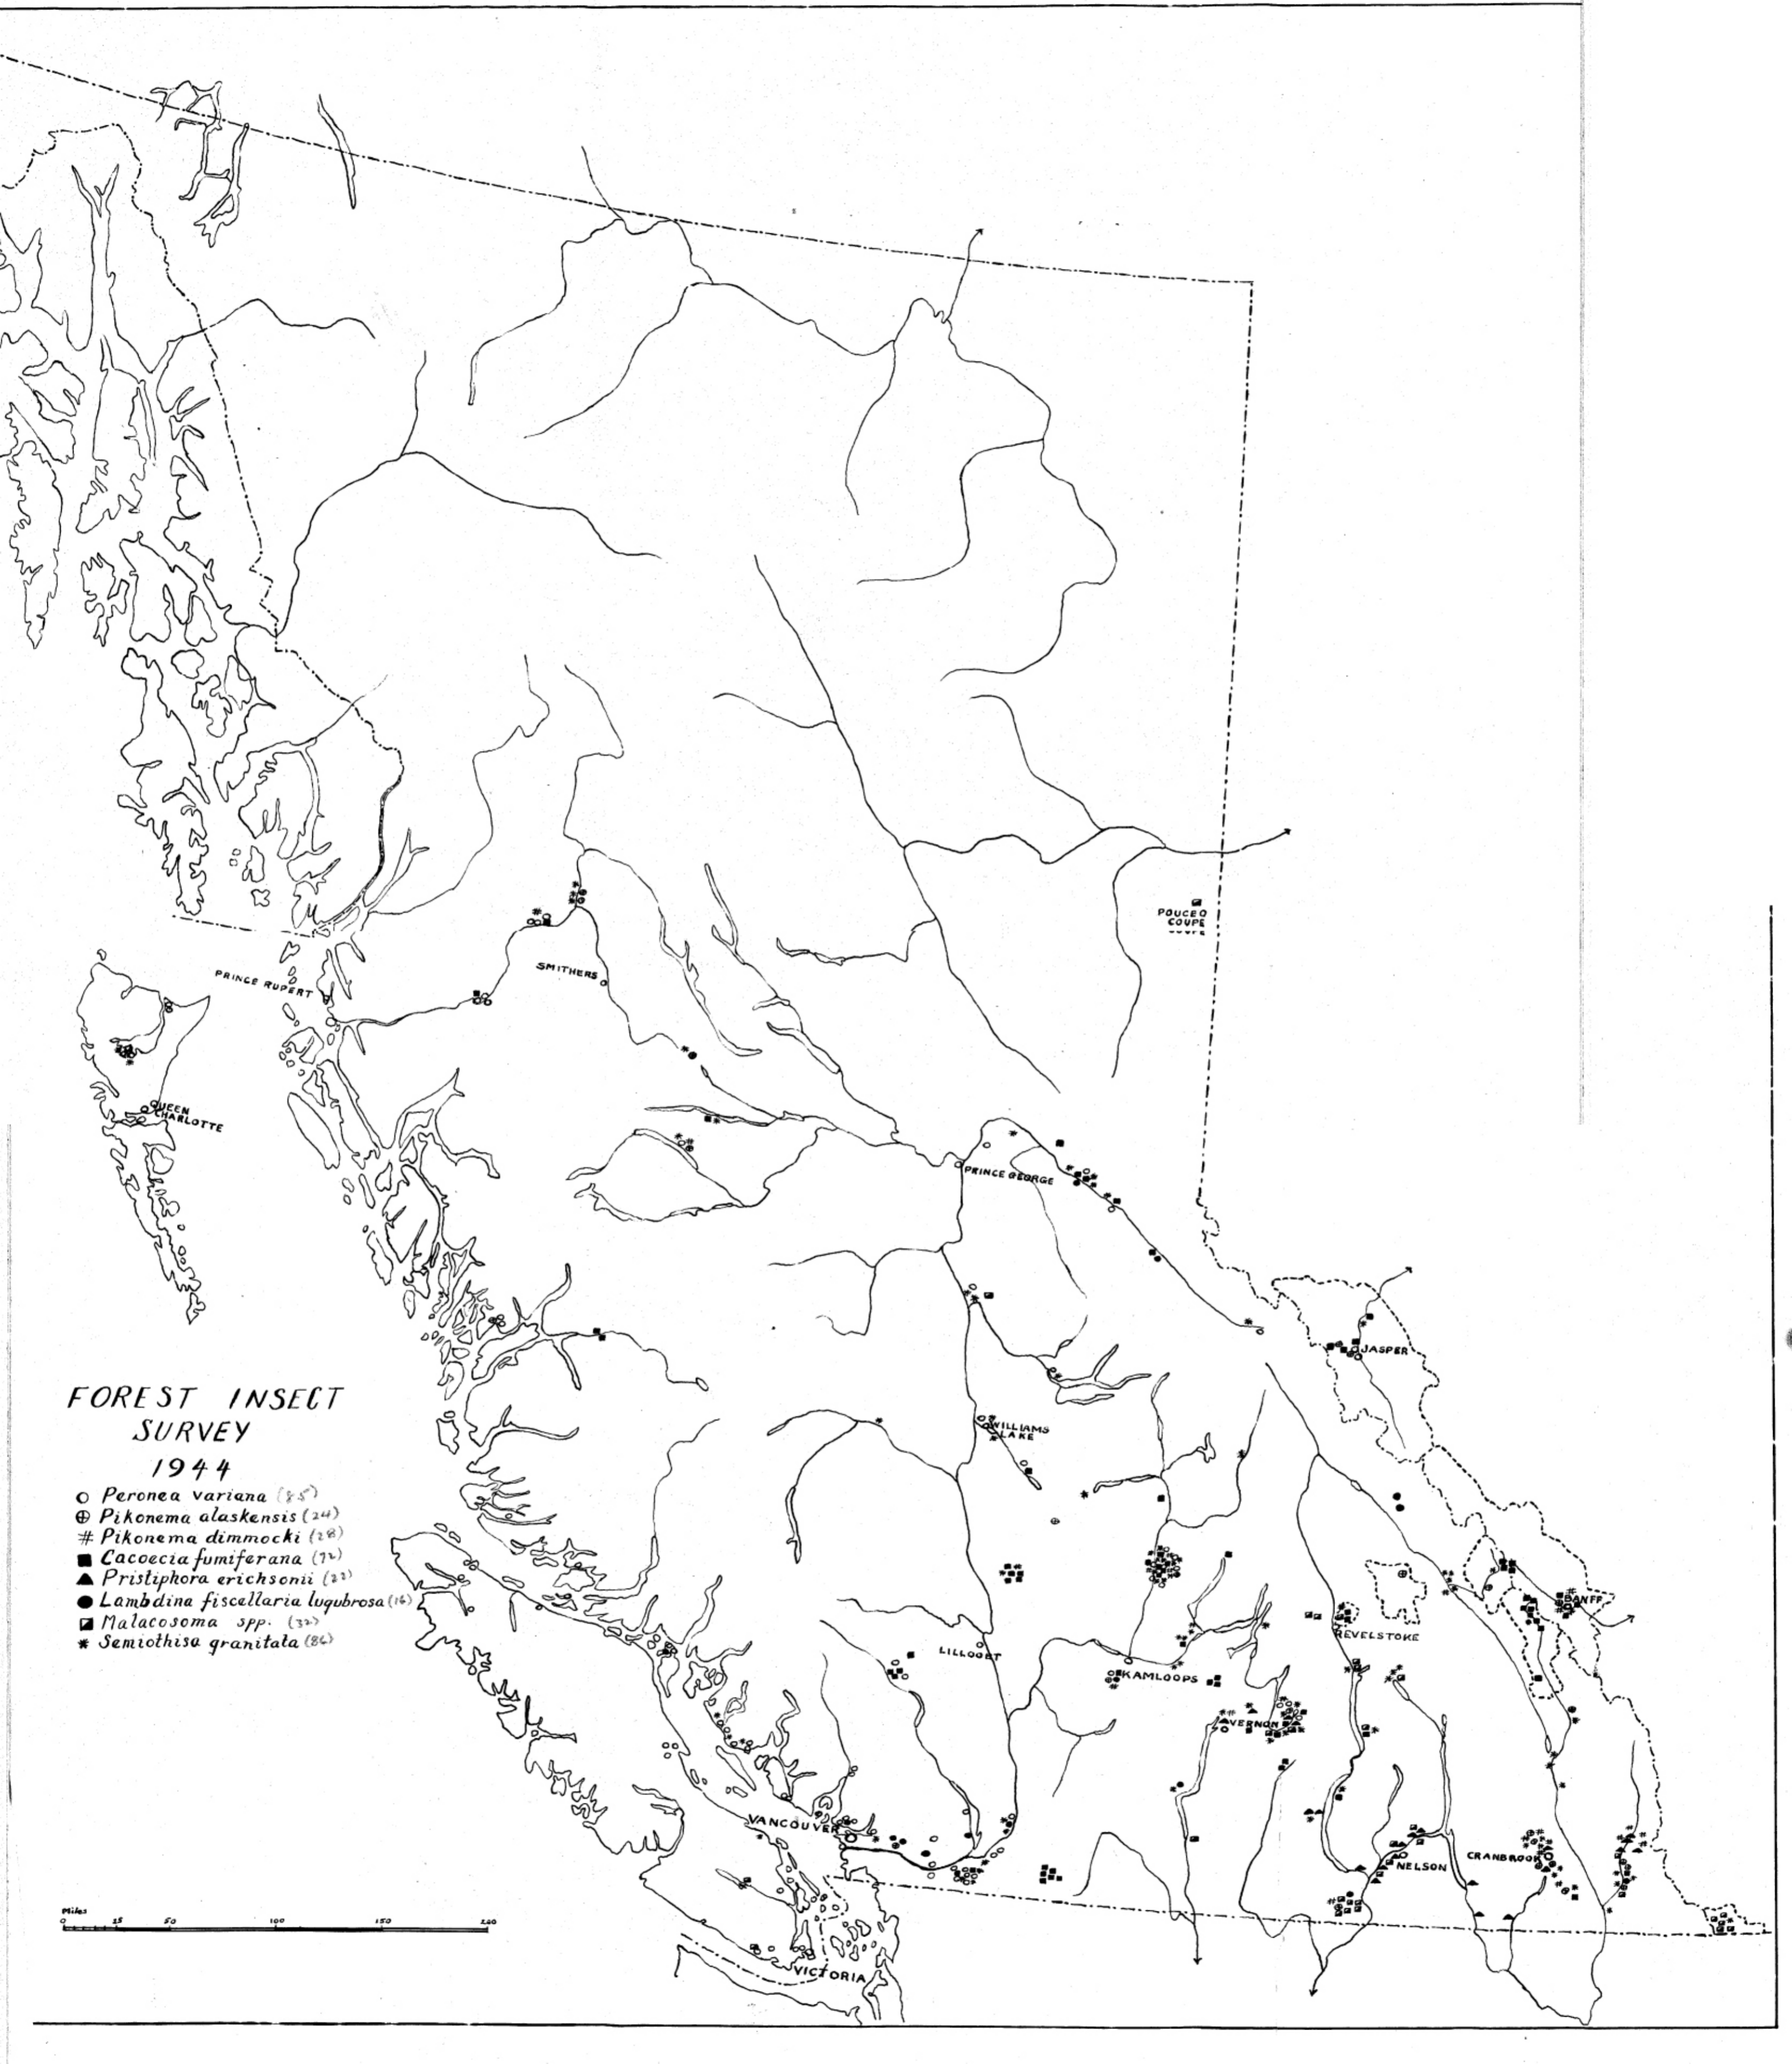 POUCE
COUPE
SMITHERS
PRINCE RUPERT
QUEEN
CHARLOTTE
PRINCE GEORGE
JASPER
FOREST INSECT
SURVEY
1944
○ Peronea variana (85)
⊕ Pikonema alaskensis (24)
# Pikonema dimmocki (28)
■ Cacoecia fumiferana (92)
▲ Pristiphora erichsonii (22)
● Lambdina fiscellaria lugubrosa (16)
Malacosoma spp. (32)
* Semiothisa granitata (86)
WILLIAMS
LAKE
BANFF
REVELSTOKE
LILLOOET
KAMLOOPS
VERNON
VANCOUVER
CRANBROOK
NELSON
Miles
0 25 50 100 150 200
VICTORIA